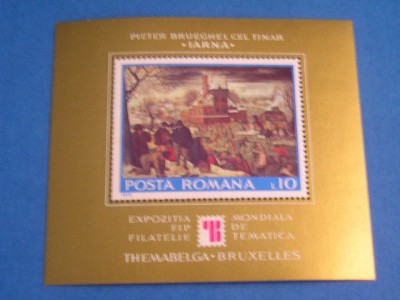 PIETER BRUEGHEL CEL TINAR
•IARNA•
POSTA ROMANA L10
EXPOZITIA MONDIALA
FIP DE
FILATELIE TEMATICA
THEMABELGA•BRUXELLES